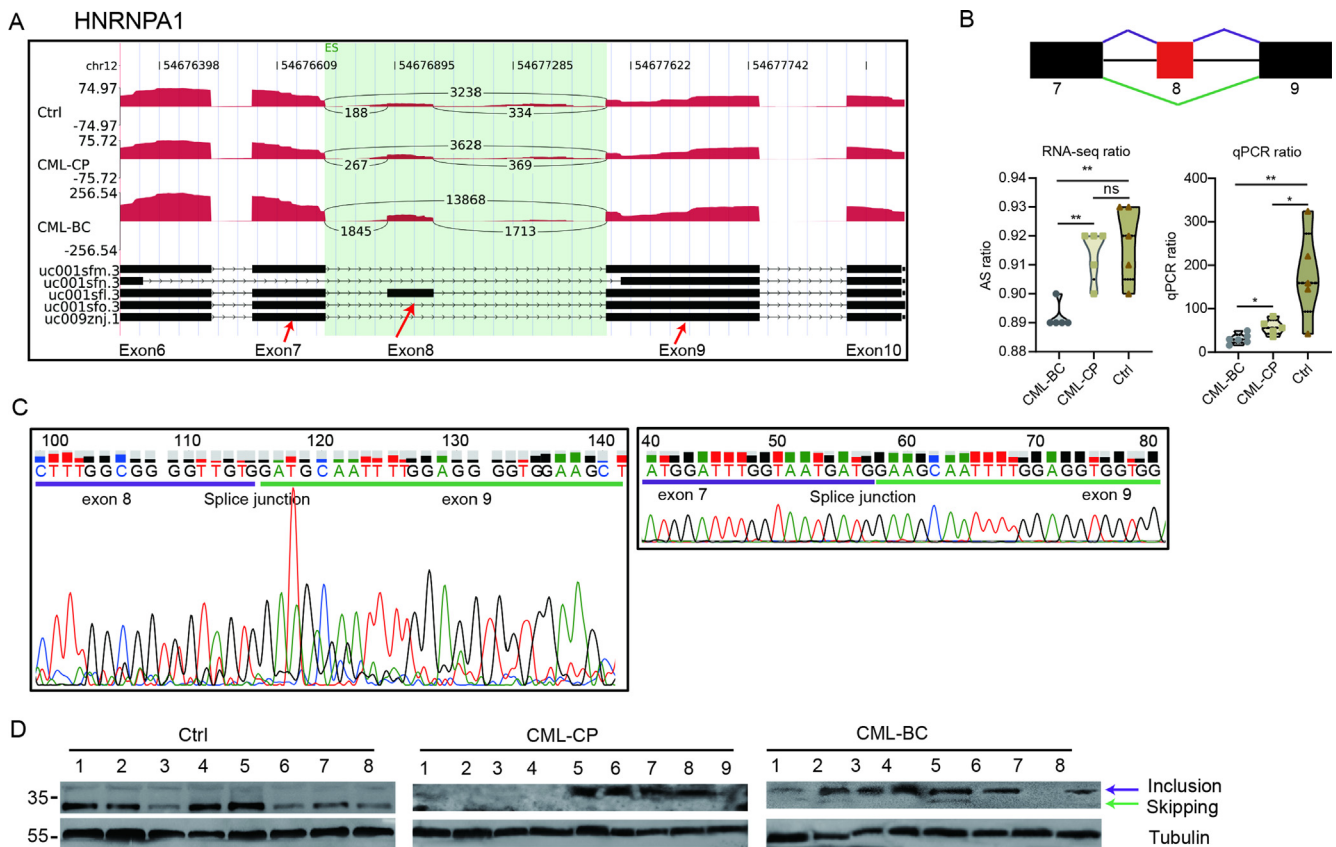 A
HNRNPA1
ES
chr12 |54676398 |54676609 |54676895 |54677285 |54677622 |54677742 |
74.97
Ctrl
-74.97
3238
188 334
75.72
CML-CP
-75.72
3628
267 369
256.54
CML-BC
-256.54
13868
1845 1713
uc001sfm.3
uc001sfn.3
uc001sfl.3
uc001sfo.3
uc009znj.1
Exon6 Exon7 Exon8 Exon9 Exon10
B
7 8 9
RNA-seq ratio
AS ratio
0.94
0.93
0.92
0.91
0.90
0.89
0.88
**
ns
**
CML-BC CML-CP Ctrl
qPCR ratio
qPCR ratio
400
300
200
100
0
**
*
*
CML-BC CML-CP Ctrl
C
100 110 120 130 140
CTTTGGCGG GGTTGTGGATGCAATTTTGGAGGG GGTGGAAGCT
exon 8 Splice junction exon 9
40 50 60 70 80
ATGGATTTGGTAATGATGGAAGCAATTTTGGAGGTGGTGG
exon 7 Splice junction exon 9
D
Ctrl
1 2 3 4 5 6 7 8
CML-CP
1 2 3 4 5 6 7 8 9
CML-BC
1 2 3 4 5 6 7 8
35-
Inclusion
Skipping
55-
Tubulin